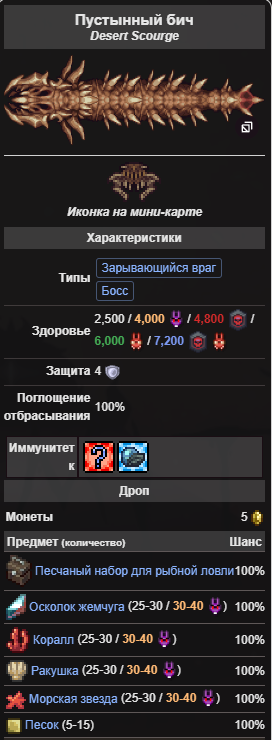 Пустынный бич
Desert Scourge
Иконка на мини-карте
Характеристики
Типы
Зарывающийся враг
Босс
Здоровье
2,500 / 4,000 / 4,800 /
6,000 / 7,200
Защита 4
Поглощение
отбрасывания
100%
Иммунитет
к
Дроп
Монеты 5
Предмет (количество) Шанс
Песчаный набор для рыбной ловли 100%
Осколок жемчуга (25-30 / 30-40) 100%
Коралл (25-30 / 30-40) 100%
Ракушка (25-30 / 30-40) 100%
Морская звезда (25-30 / 30-40) 100%
Песок (5-15) 100%